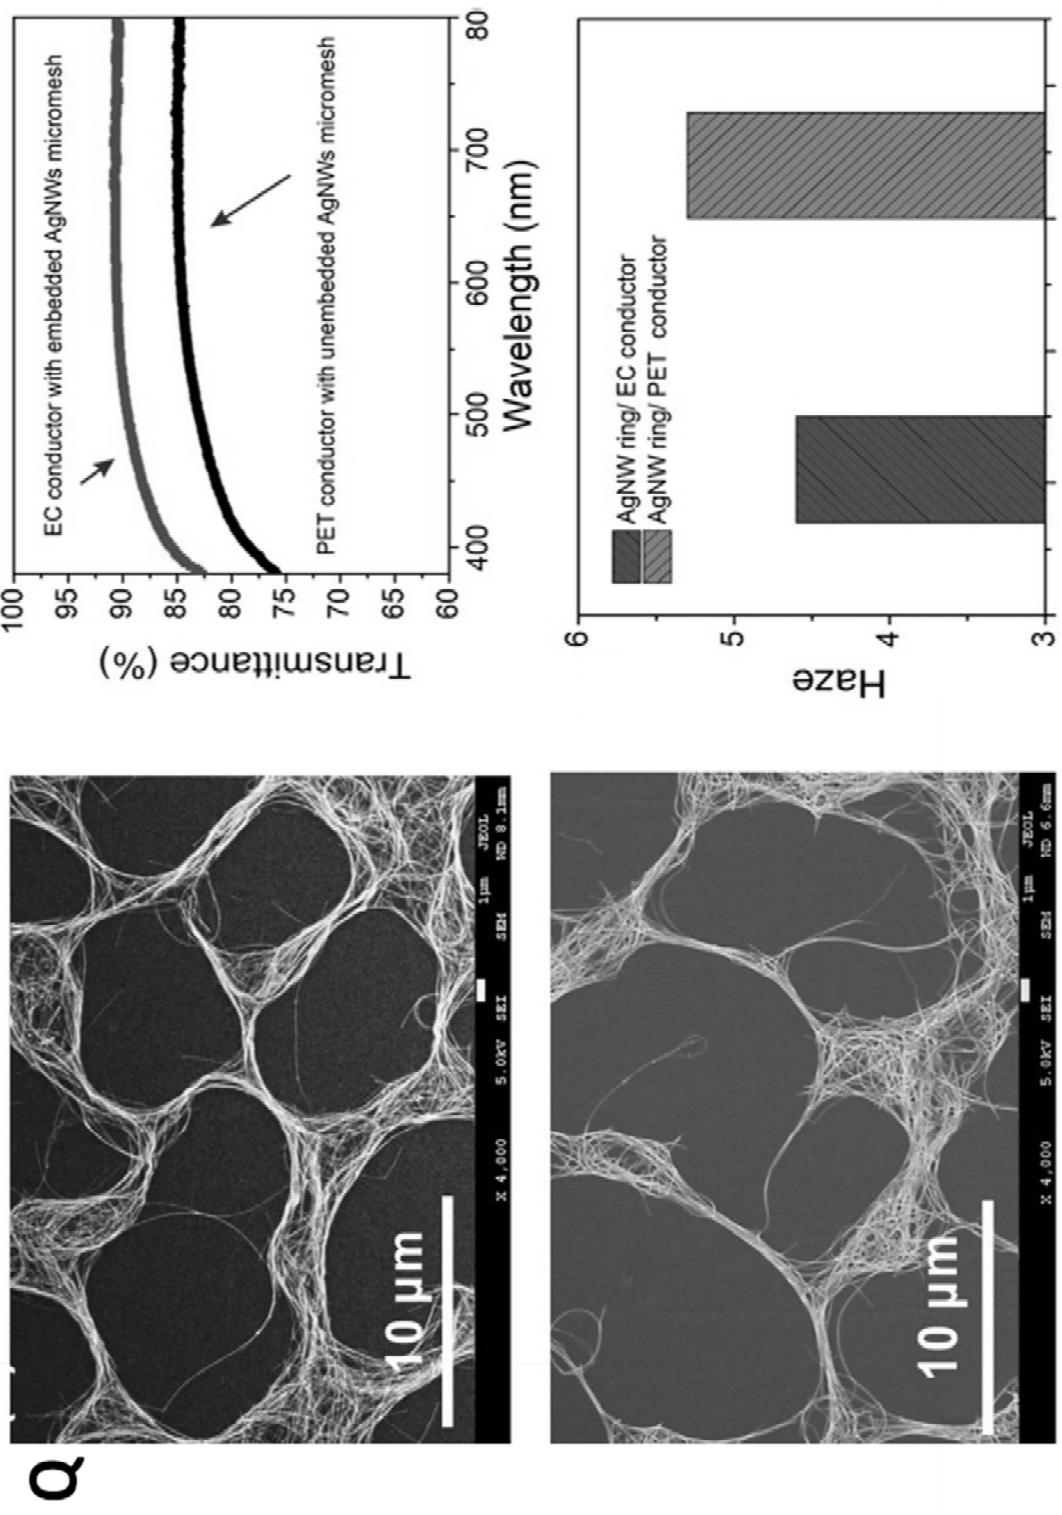 Q
10 µm
X 4,000 5.0kV SEI SEM 1µm JEOL WD 8.1mm
100
95
90
85
80
75
70
65
60
Transmittance (%)
EC conductor with embedded AgNWs micromesh
PET conductor with unembedded AgNWs micromesh
400 500 600 700 80
Wavelength (nm)
10 µm
X 4,000 5.0kV SEI SEM 1µm JEOL WD 6.6mm
6
5
4
3
Haze
AgNW ring/ EC conductor
AgNW ring/ PET conductor